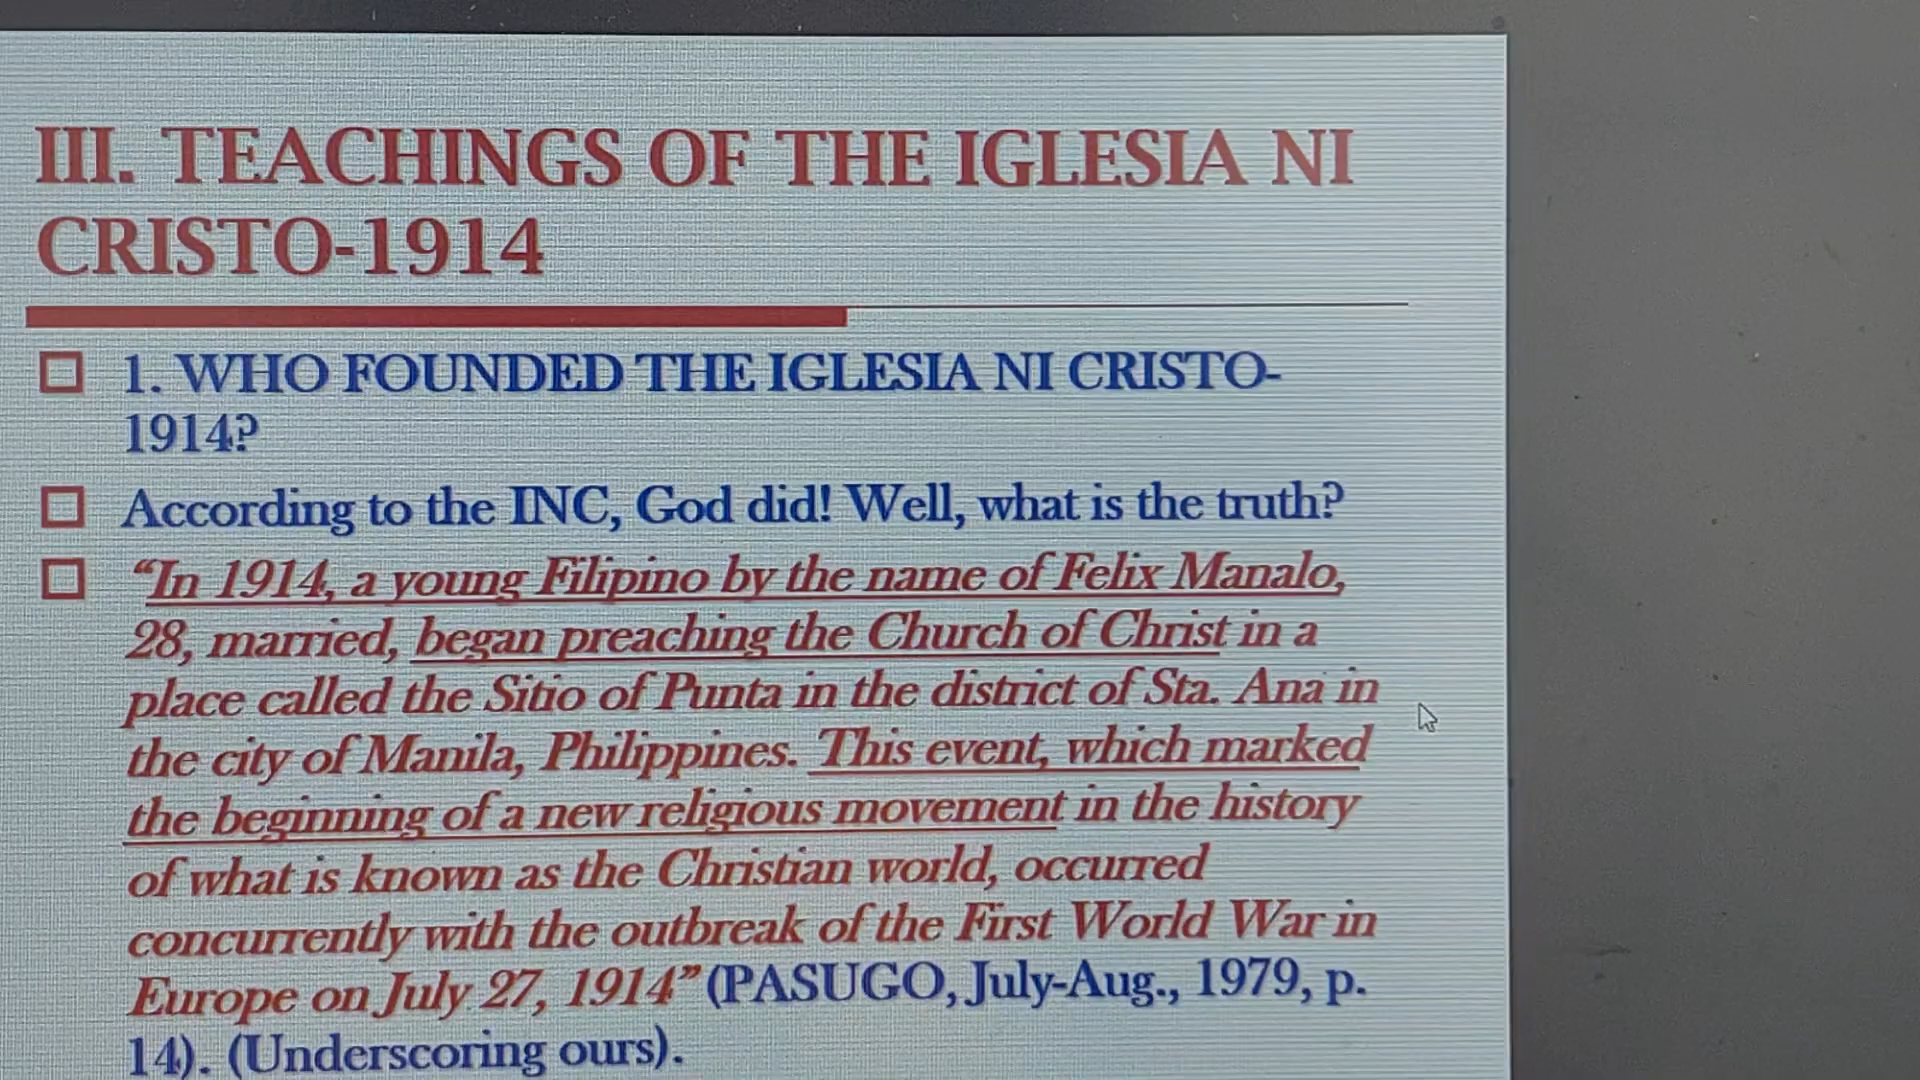 III. TEACHINGS OF THE IGLESIA NI
CRISTO-1914
1. WHO FOUNDED THE IGLESIA NI CRISTO-
1914?
According to the INC, God did! Well, what is the truth?
“In 1914, a young Filipino by the name of Felix Manalo,
28, married, began preaching the Church of Christ in a
place called the Sitio of Punta in the district of Sta. Ana in
the city of Manila, Philippines. This event, which marked
the beginning of a new religious movement in the history
of what is known as the Christian world, occurred
concurrently with the outbreak of the First World War in
Europe on July 27, 1914” (PASUGO, July-Aug., 1979, p.
14). (Underscoring ours).